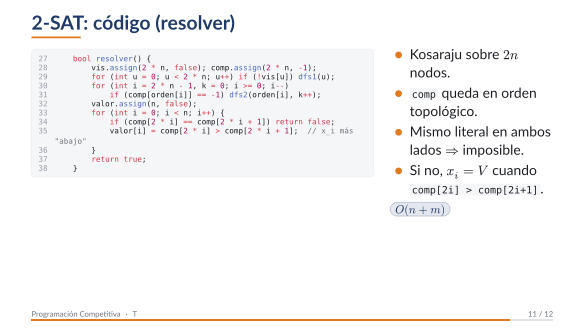 2-SAT: código (resolver)
27    bool resolver() {
28        vis.assign(2 * n, false); comp.assign(2 * n, -1);
29        for (int u = 0; u < 2 * n; u++) if (!vis[u]) dfs1(u);
30        for (int i = 2 * n - 1, k = 0; i >= 0; i--)
31            if (comp[orden[i]] == -1) dfs2(orden[i], k++);
32        valor.assign(n, false);
33        for (int i = 0; i < n; i++) {
34            if (comp[2 * i] == comp[2 * i + 1]) return false;
35            valor[i] = comp[2 * i] > comp[2 * i + 1];  // x_i más
"abajo"
36        }
37        return true;
38    }
Kosaraju sobre 2n
nodos.
comp queda en orden
topológico.
Mismo literal en ambos
lados ⇒ imposible.
Si no, x_i = V cuando
comp[2i] > comp[2i+1].
O(n + m)
Programación Competitiva · T
11 / 12